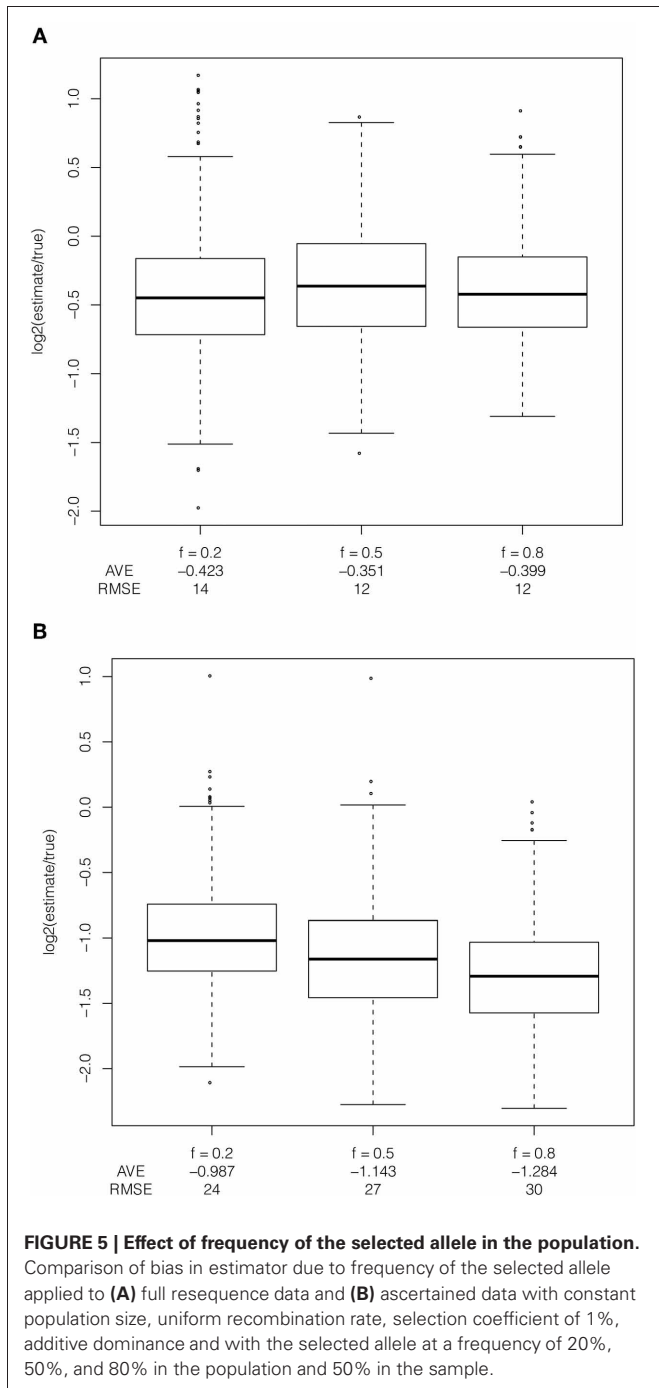 A
log2(estimate/true)
1.0
0.5
0.0
−0.5
−1.0
−1.5
−2.0
f = 0.2 f = 0.5 f = 0.8
AVE −0.423 −0.351 −0.399
RMSE 14 12 12
B
log2(estimate/true)
1.0
0.5
0.0
−0.5
−1.0
−1.5
−2.0
f = 0.2 f = 0.5 f = 0.8
AVE −0.987 −1.143 −1.284
RMSE 24 27 30
FIGURE 5 | Effect of frequency of the selected allele in the population.
Comparison of bias in estimator due to frequency of the selected allele
applied to (A) full resequence data and (B) ascertained data with constant
population size, uniform recombination rate, selection coefficient of 1%,
additive dominance and with the selected allele at a frequency of 20%,
50%, and 80% in the population and 50% in the sample.